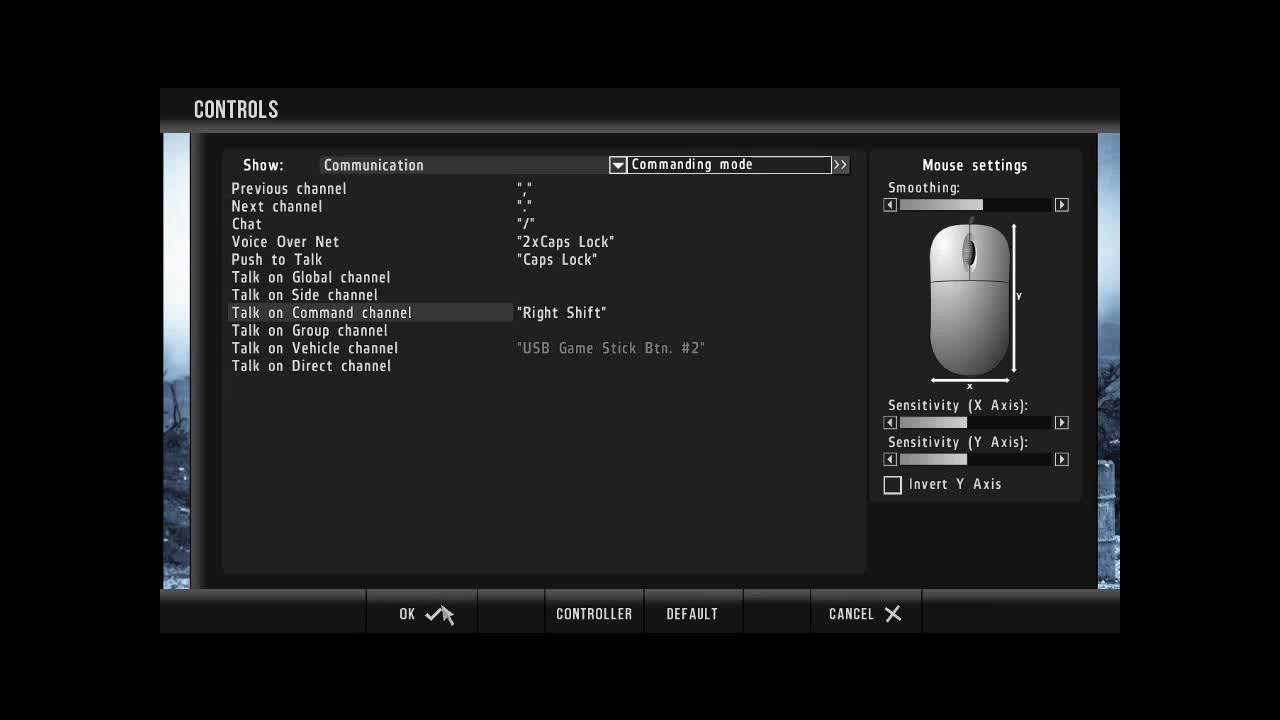 CONTROLS
Show: Communication Commanding mode >>
Previous channel ","
Next channel "."
Chat "/"
Voice Over Net "2xCaps Lock"
Push to Talk "Caps Lock"
Talk on Global channel
Talk on Side channel
Talk on Command channel "Right Shift"
Talk on Group channel
Talk on Vehicle channel "USB Game Stick Btn. #2"
Talk on Direct channel
Mouse settings
Smoothing:
Y
X
Sensitivity (X Axis):
Sensitivity (Y Axis):
Invert Y Axis
OK CONTROLLER DEFAULT CANCEL